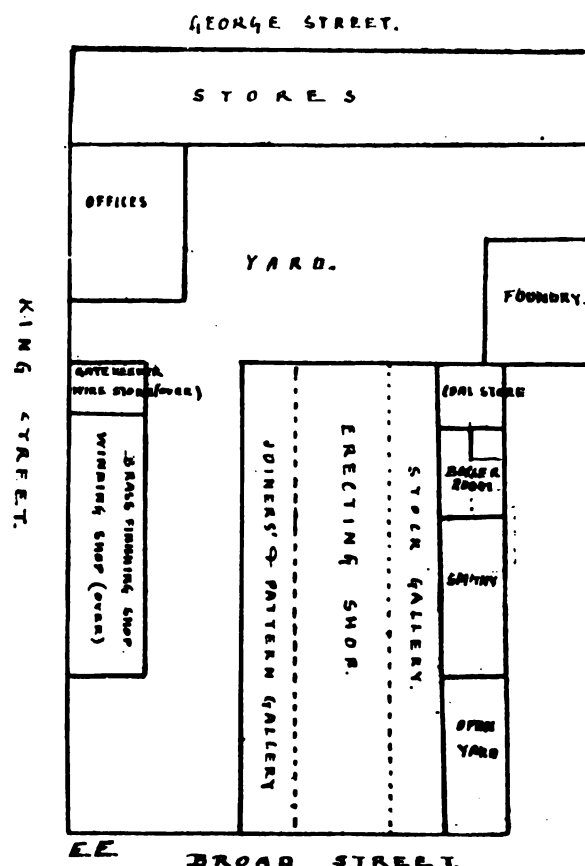 GEORGE STREET.
STORES
OFFICES
YARD.
FOUNDRY.
KING STREET.
GATEKEEPER
WIRE STORE (OVER)
COAL STORE
BRASS FINISHING SHOP.
WINDING SHOP (OVER)
JOINERS' & PATTERN GALLERY
ERECTING SHOP.
STOCK GALLERY.
BOILER
ROOM
SMITHY
OPEN
YARD
EE
BROAD STREET.